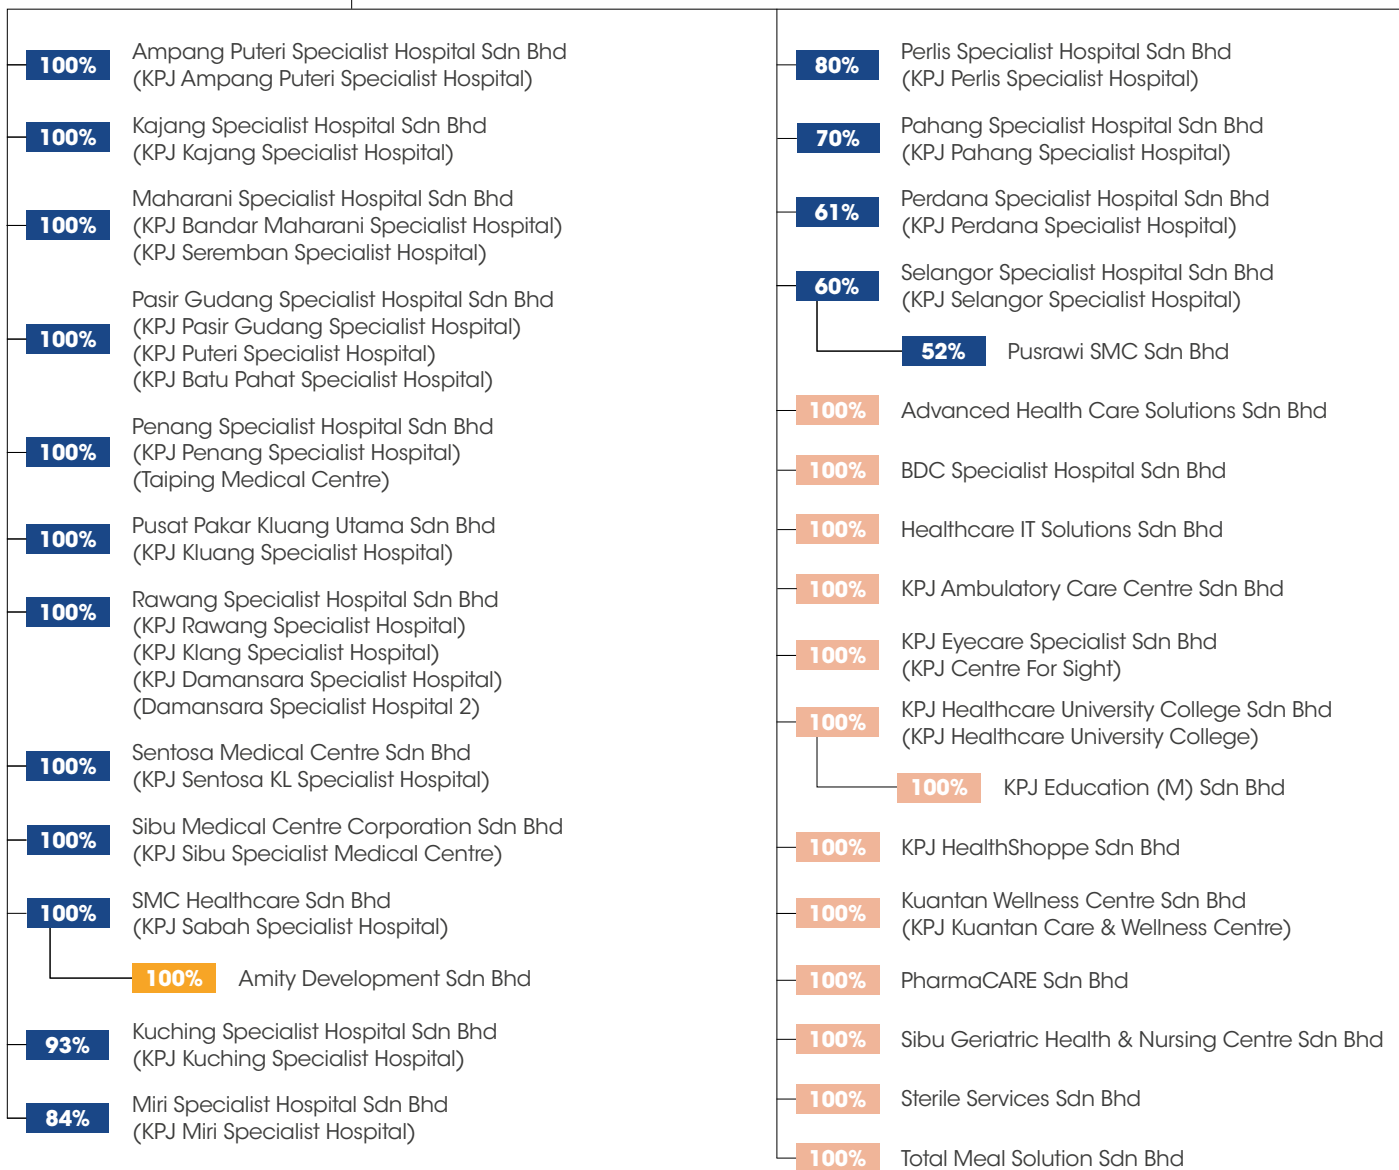 100%
Ampang Puteri Specialist Hospital Sdn Bhd
(KPJ Ampang Puteri Specialist Hospital)
100%
Kajang Specialist Hospital Sdn Bhd
(KPJ Kajang Specialist Hospital)
100%
Maharani Specialist Hospital Sdn Bhd
(KPJ Bandar Maharani Specialist Hospital)
(KPJ Seremban Specialist Hospital)
100%
Pasir Gudang Specialist Hospital Sdn Bhd
(KPJ Pasir Gudang Specialist Hospital)
(KPJ Puteri Specialist Hospital)
(KPJ Batu Pahat Specialist Hospital)
100%
Penang Specialist Hospital Sdn Bhd
(KPJ Penang Specialist Hospital)
(Taiping Medical Centre)
100%
Pusat Pakar Kluang Utama Sdn Bhd
(KPJ Kluang Specialist Hospital)
100%
Rawang Specialist Hospital Sdn Bhd
(KPJ Rawang Specialist Hospital)
(KPJ Klang Specialist Hospital)
(KPJ Damansara Specialist Hospital)
(Damansara Specialist Hospital 2)
100%
Sentosa Medical Centre Sdn Bhd
(KPJ Sentosa KL Specialist Hospital)
100%
Sibu Medical Centre Corporation Sdn Bhd
(KPJ Sibu Specialist Medical Centre)
100%
SMC Healthcare Sdn Bhd
(KPJ Sabah Specialist Hospital)
100% Amity Development Sdn Bhd
93%
Kuching Specialist Hospital Sdn Bhd
(KPJ Kuching Specialist Hospital)
84%
Miri Specialist Hospital Sdn Bhd
(KPJ Miri Specialist Hospital)
80%
Perlis Specialist Hospital Sdn Bhd
(KPJ Perlis Specialist Hospital)
70%
Pahang Specialist Hospital Sdn Bhd
(KPJ Pahang Specialist Hospital)
61%
Perdana Specialist Hospital Sdn Bhd
(KPJ Perdana Specialist Hospital)
60%
Selangor Specialist Hospital Sdn Bhd
(KPJ Selangor Specialist Hospital)
52% Pusrawi SMC Sdn Bhd
100% Advanced Health Care Solutions Sdn Bhd
100% BDC Specialist Hospital Sdn Bhd
100% Healthcare IT Solutions Sdn Bhd
100% KPJ Ambulatory Care Centre Sdn Bhd
100%
KPJ Eyecare Specialist Sdn Bhd
(KPJ Centre For Sight)
100%
KPJ Healthcare University College Sdn Bhd
(KPJ Healthcare University College)
100% KPJ Education (M) Sdn Bhd
100% KPJ HealthShoppe Sdn Bhd
100%
Kuantan Wellness Centre Sdn Bhd
(KPJ Kuantan Care & Wellness Centre)
100% PharmaCARE Sdn Bhd
100% Sibu Geriatric Health & Nursing Centre Sdn Bhd
100% Sterile Services Sdn Bhd
100% Total Meal Solution Sdn Bhd